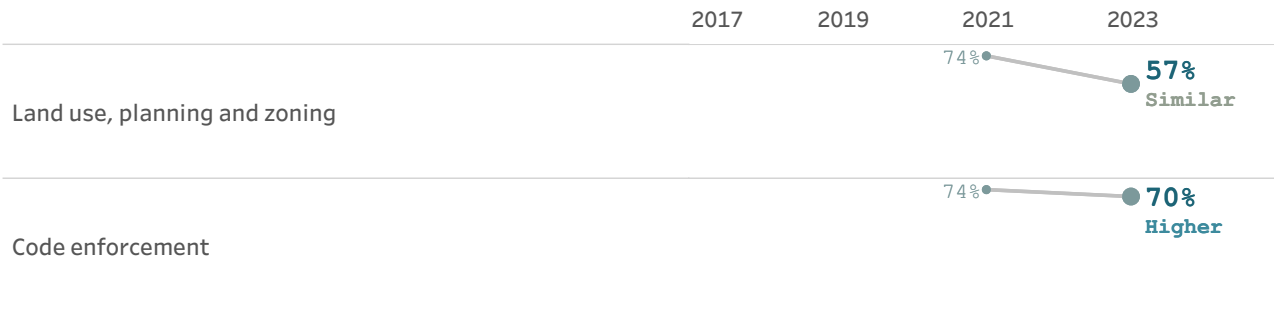 2017 2019 2021 2023
74%
57%
Similar
Land use, planning and zoning
74%
70%
Higher
Code enforcement